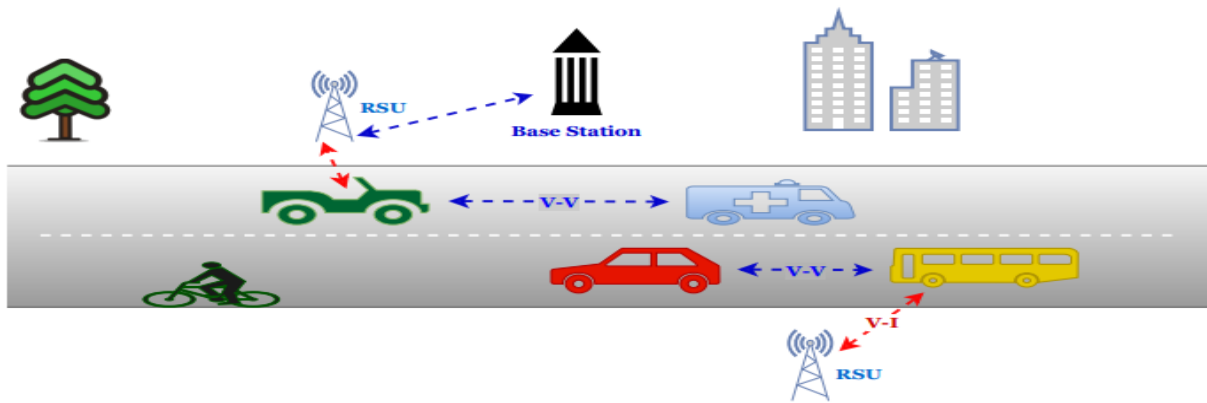 RSU
Base Station
V-V
V-V
V-I
RSU